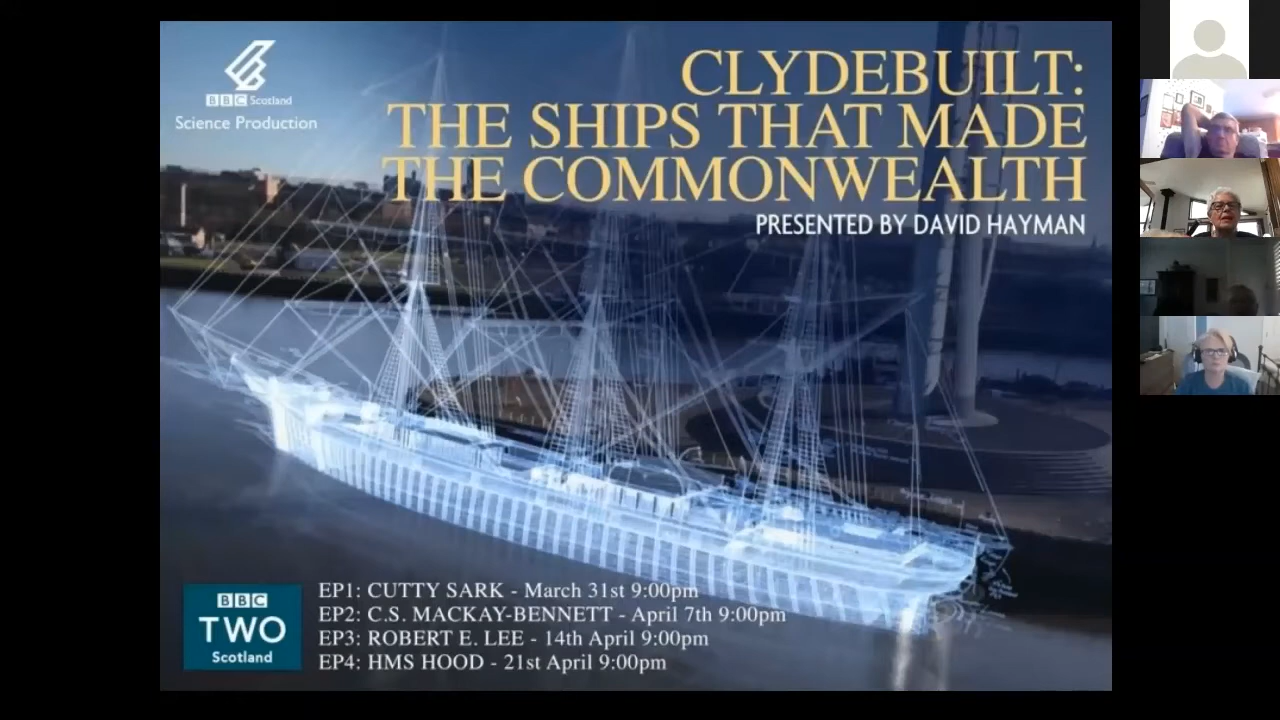 BBC Scotland
Science Production
CLYDEBUILT:
THE SHIPS THAT MADE
THE COMMONWEALTH
PRESENTED BY DAVID HAYMAN
BBC
TWO
Scotland
EP1: CUTTY SARK - March 31st 9:00pm
EP2: C.S. MACKAY-BENNETT - April 7th 9:00pm
EP3: ROBERT E. LEE - 14th April 9:00pm
EP4: HMS HOOD - 21st April 9:00pm